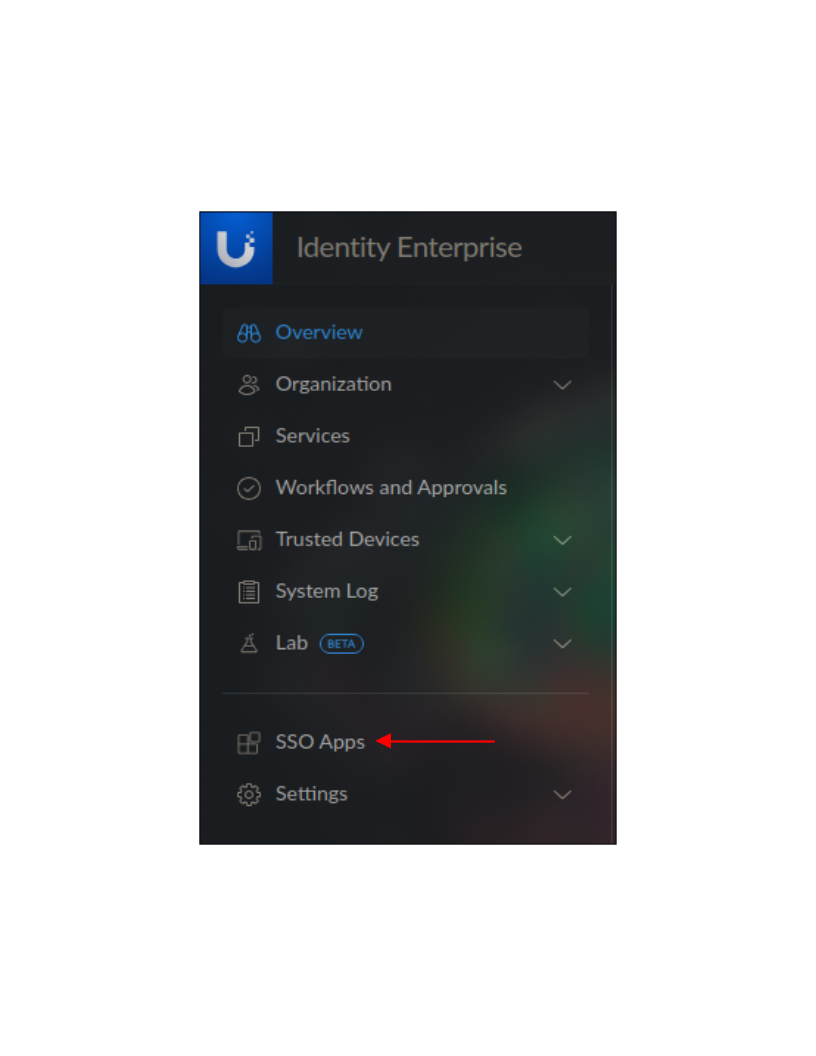 Identity Enterprise
Overview
Organization
Services
Workflows and Approvals
Trusted Devices
System Log
Lab BETA
SSO Apps
Settings